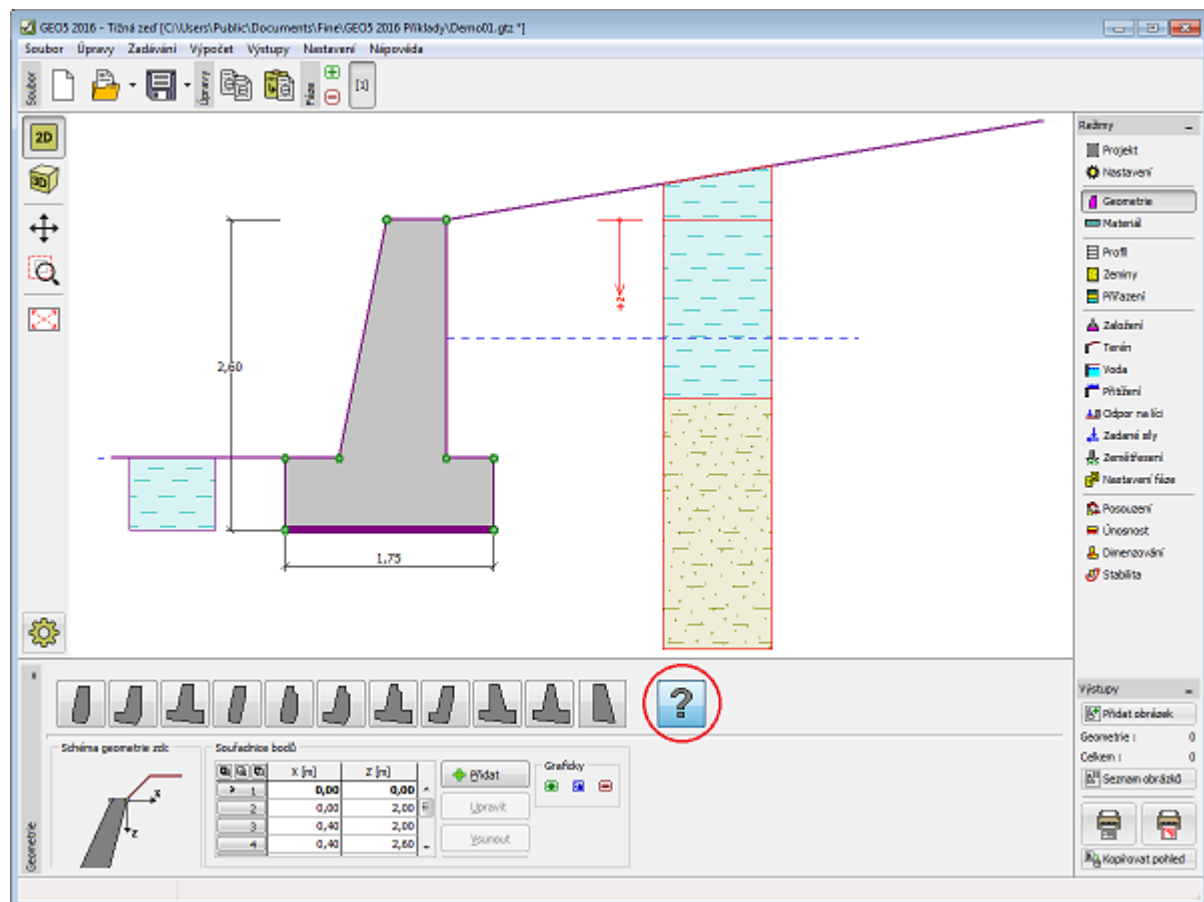 GEO5 2016 - Tížná zeď [C:\Users\Public\Documents\Fine\GEO5 2016 Příklady\Demo01.gtz *]
Soubor Úpravy Zadávání Výpočet Výstupy Nastavení Nápověda
Soubor
Úpravy
Fáze
[1]
2D
3D
2,60
1,75
+z
Režimy
Projekt
Nastavení
Geometrie
Materiál
Profil
Zeminy
Přiřazení
Založení
Terén
Voda
Přitížení
Odpor na líci
Zadané síly
Zemětřesení
Nastavení fáze
Posouzení
Únosnost
Dimenzování
Stabilita
?
Geometrie
Schéma geometrie zdi:
x
z
Souřadnice bodů
X [m] Z [m]
> 1 0,00 0,00
2 0,00 2,00
3 0,40 2,00
4 0,40 2,60
Přidat
Upravit
Vsunout
Graficky
Výstupy
Přidat obrázek
Geometrie : 0
Celkem : 0
Seznam obrázků
Kopírovat pohled